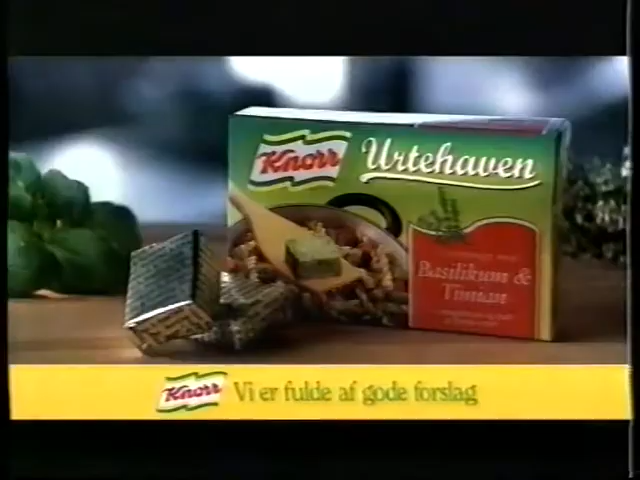 Knorr
Urtehaven
Basilikum &
Timian
Knorr Vi er fulde af gode forslag